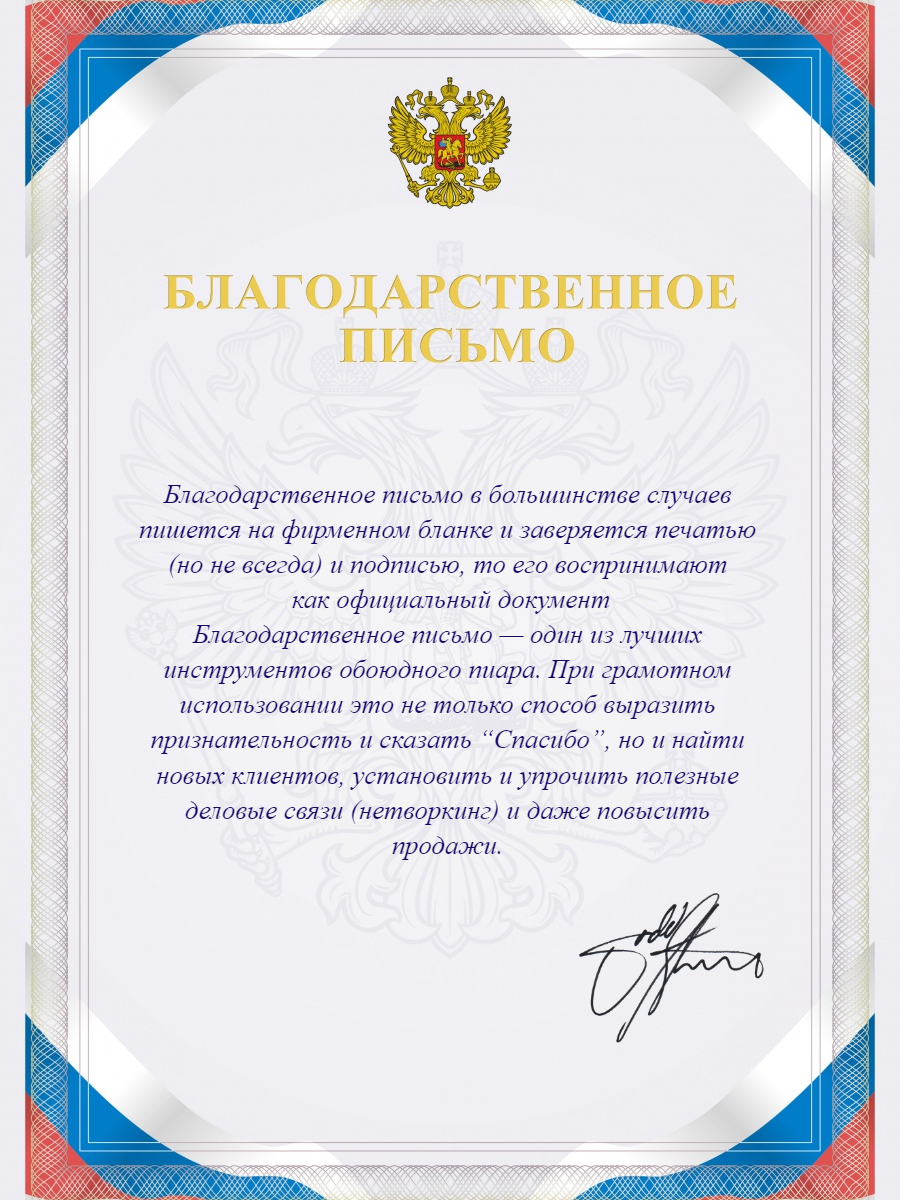 БЛАГОДАРСТВЕННОЕ
ПИСЬМО
Благодарственное письмо в большинстве случаев
пишется на фирменном бланке и заверяется печатью
(но не всегда) и подписью, то его воспринимают
как официальный документ
Благодарственное письмо — один из лучших
инструментов обоюдного пиара. При грамотном
использовании это не только способ выразить
признательность и сказать “Спасибо”, но и найти
новых клиентов, установить и упрочить полезные
деловые связи (нетворкинг) и даже повысить
продажи.